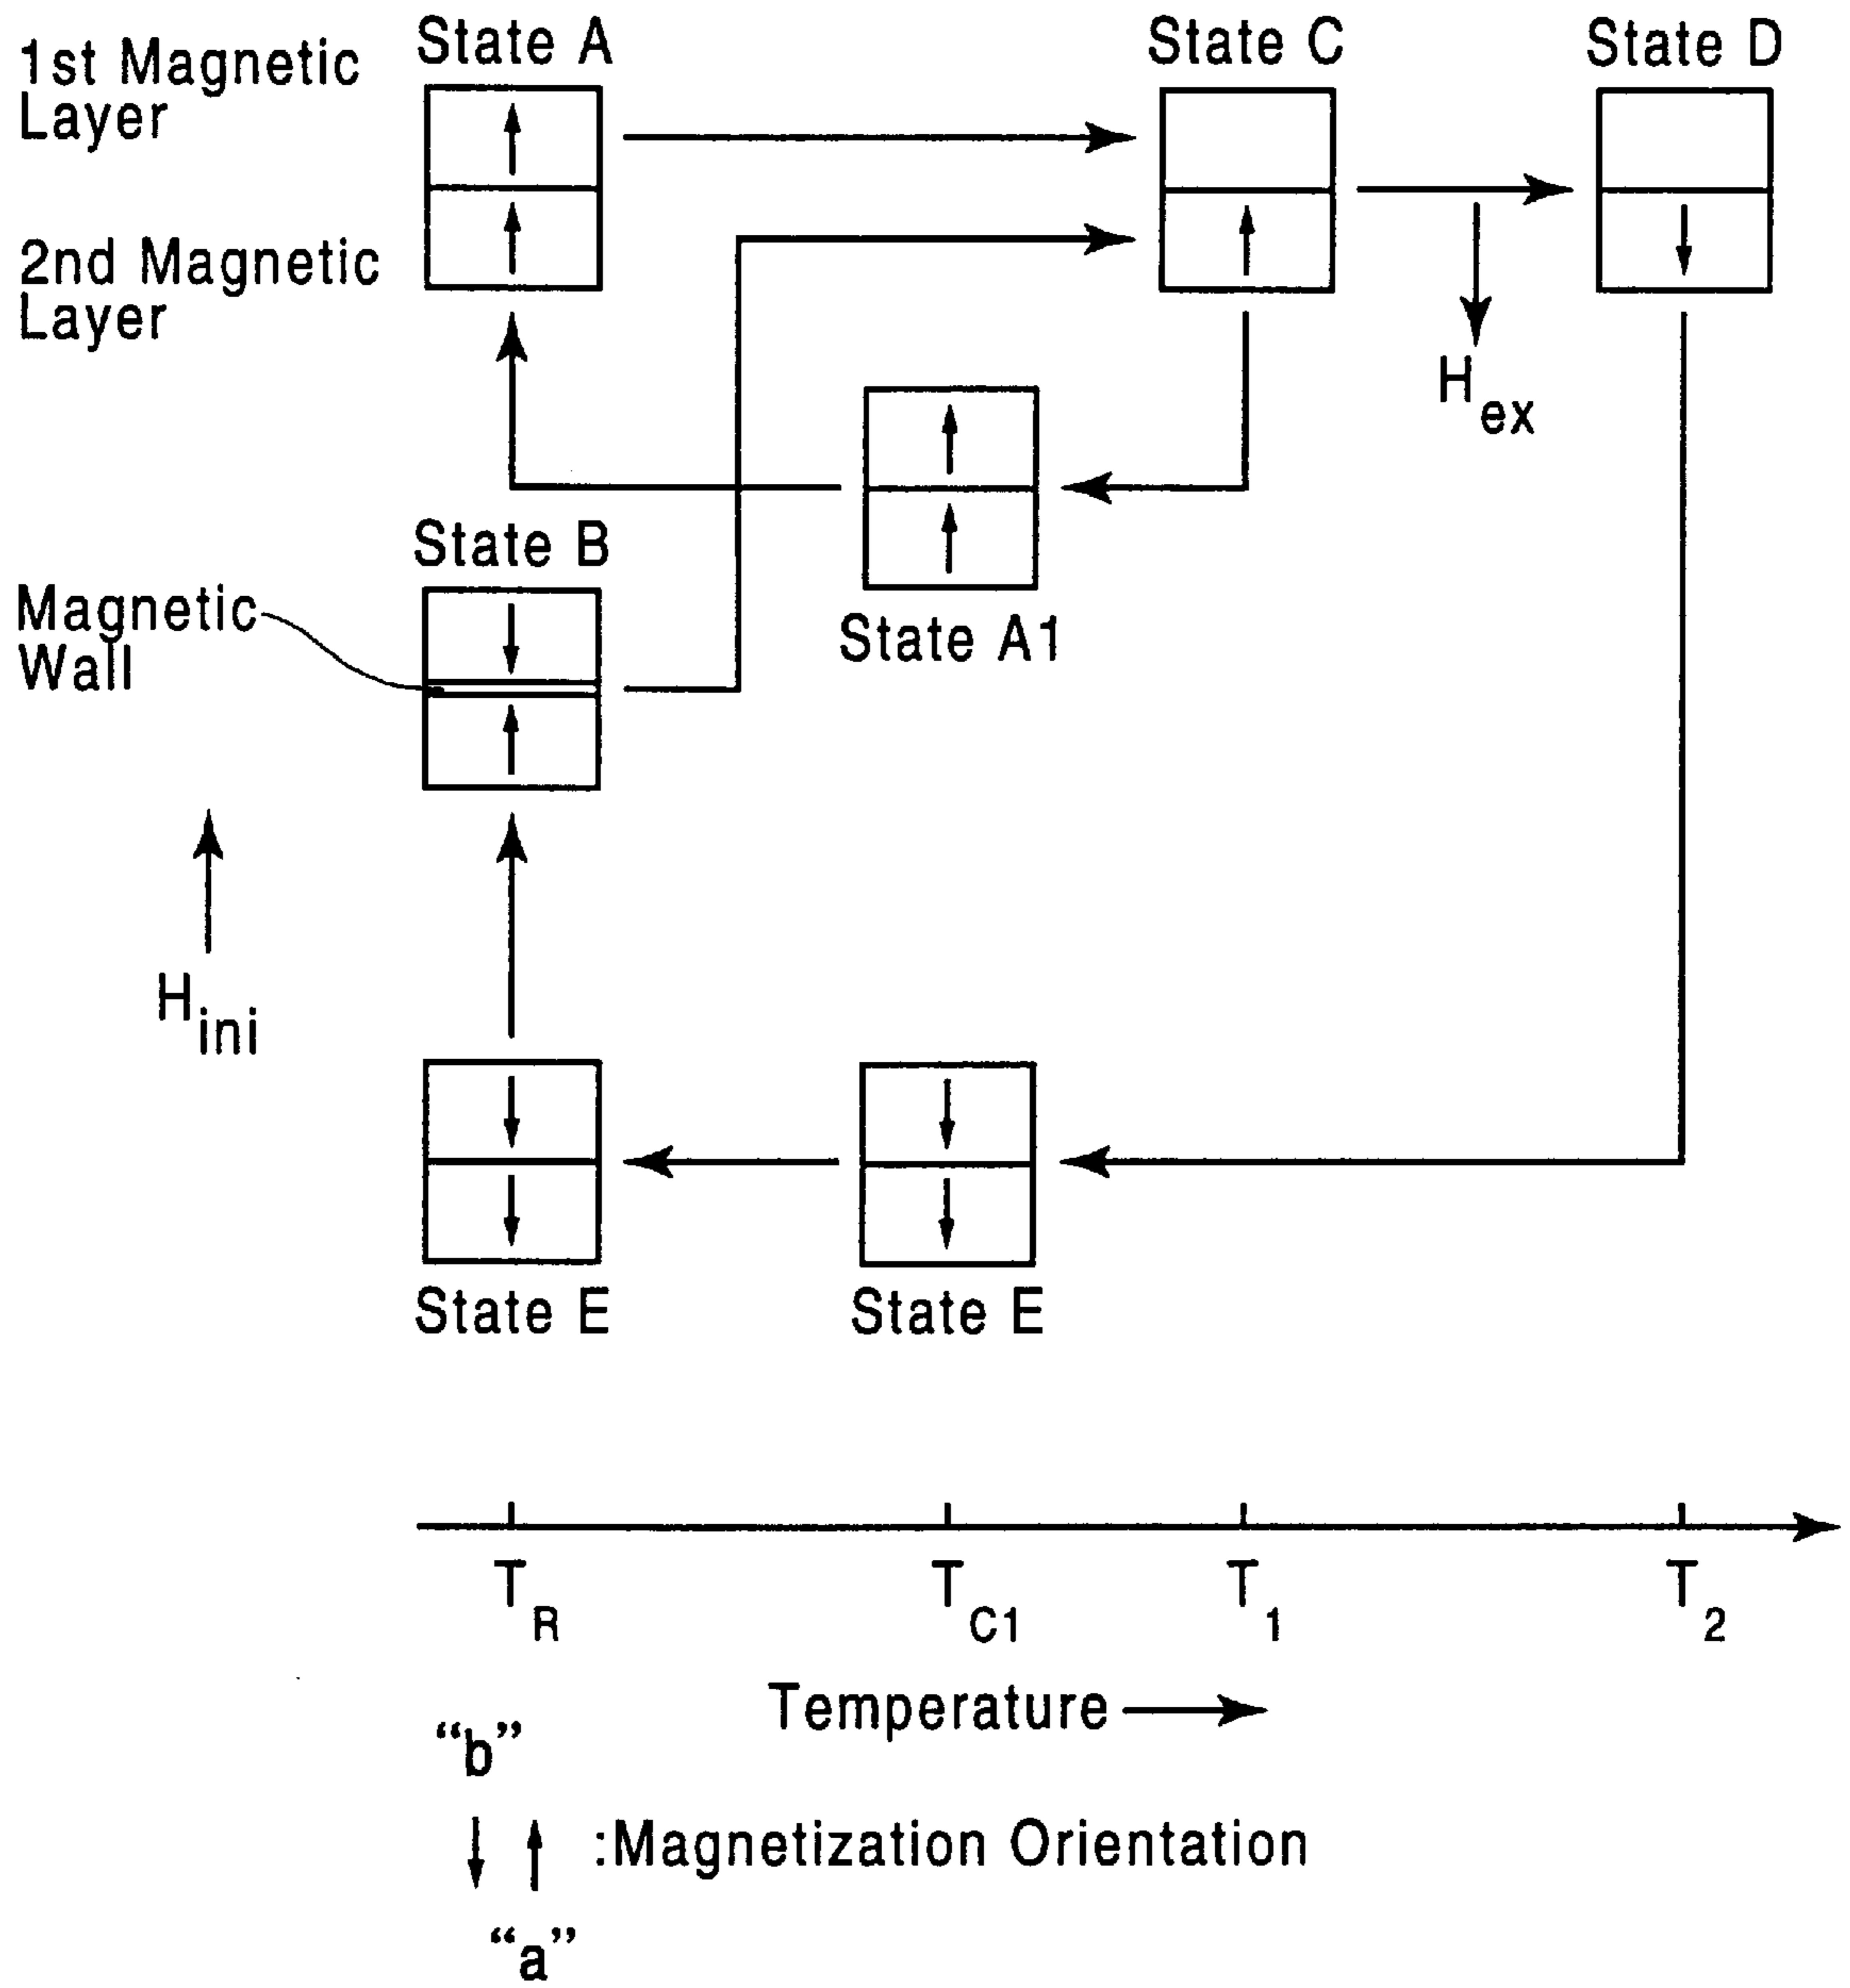 State A
State C
State D
1st Magnetic
Layer
2nd Magnetic
Layer
H
ex
State B
Magnetic
Wall
State A1
H
ini
State E
State E
T
R
T
C1
T
1
T
2
Temperature
“b”
:Magnetization Orientation
“a”